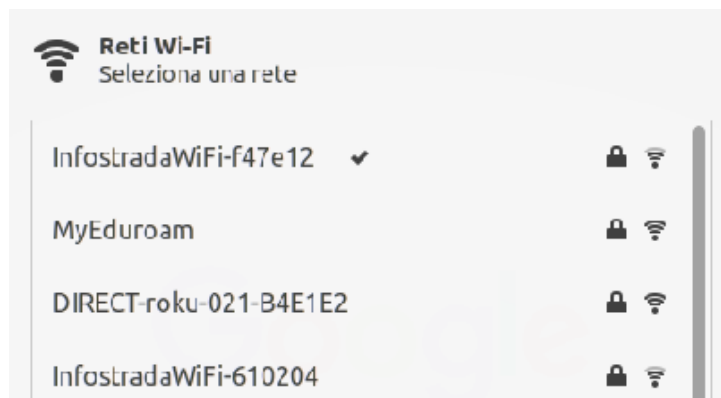 Reti Wi-Fi
Seleziona una rete
InfostradaWiFi-f47e12
MyEduroam
DIRECT-roku-021-B4E1E2
InfostradaWiFi-610204